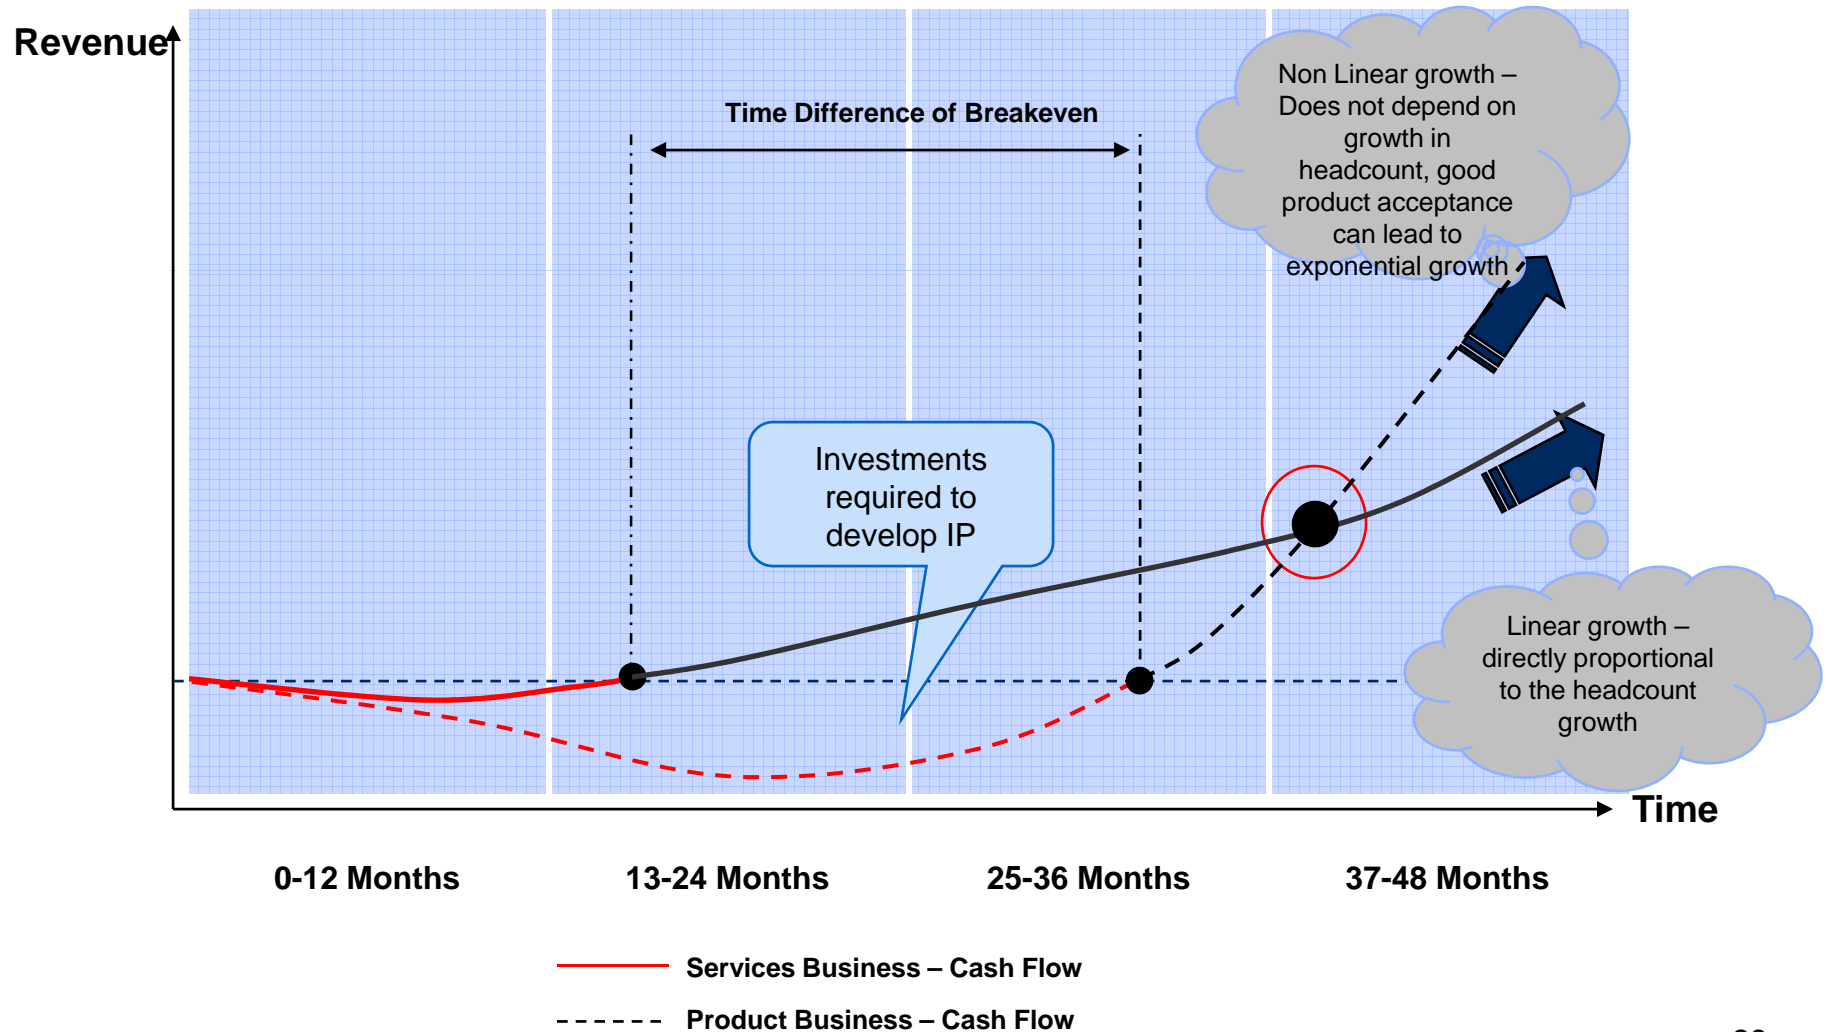 Revenue
Non Linear growth –
Does not depend on
growth in
headcount, good
product acceptance
can lead to
exponential growth
Time Difference of Breakeven
Investments
required to
develop IP
Linear growth –
directly proportional
to the headcount
growth
Time
0-12 Months
13-24 Months
25-36 Months
37-48 Months
Services Business – Cash Flow
Product Business – Cash Flow